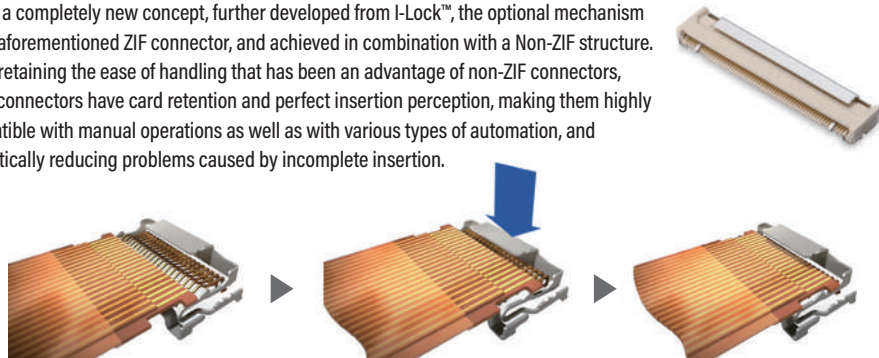 a completely new concept, further developed from I-Lock™, the optional mechanism
aforementioned ZIF connector, and achieved in combination with a Non-ZIF structure.
retaining the ease of handling that has been an advantage of non-ZIF connectors,
connectors have card retention and perfect insertion perception, making them highly
tible with manual operations as well as with various types of automation, and
tically reducing problems caused by incomplete insertion.